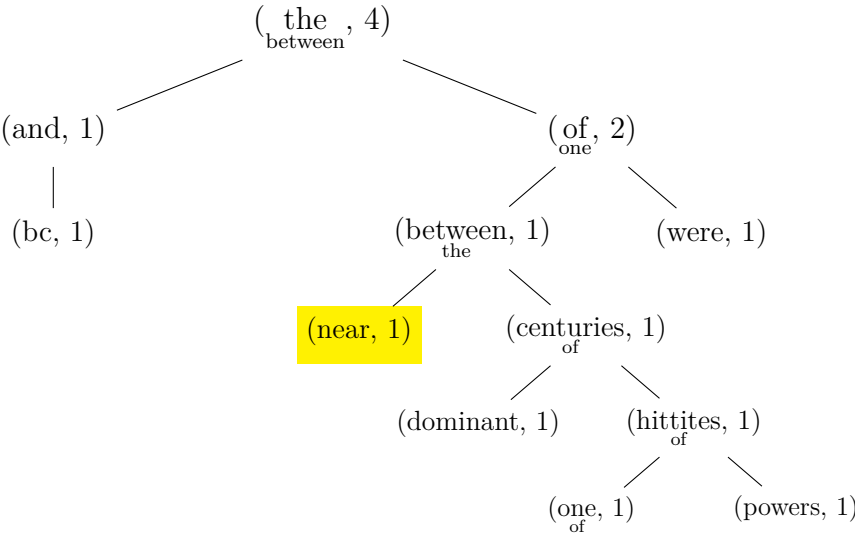 (the, 4)
between
(and, 1) (of, 2)
one
(bc, 1) (between, 1) (were, 1)
the
(near, 1) (centuries, 1)
of
(dominant, 1) (hittites, 1)
of
(one, 1) (powers, 1)
of